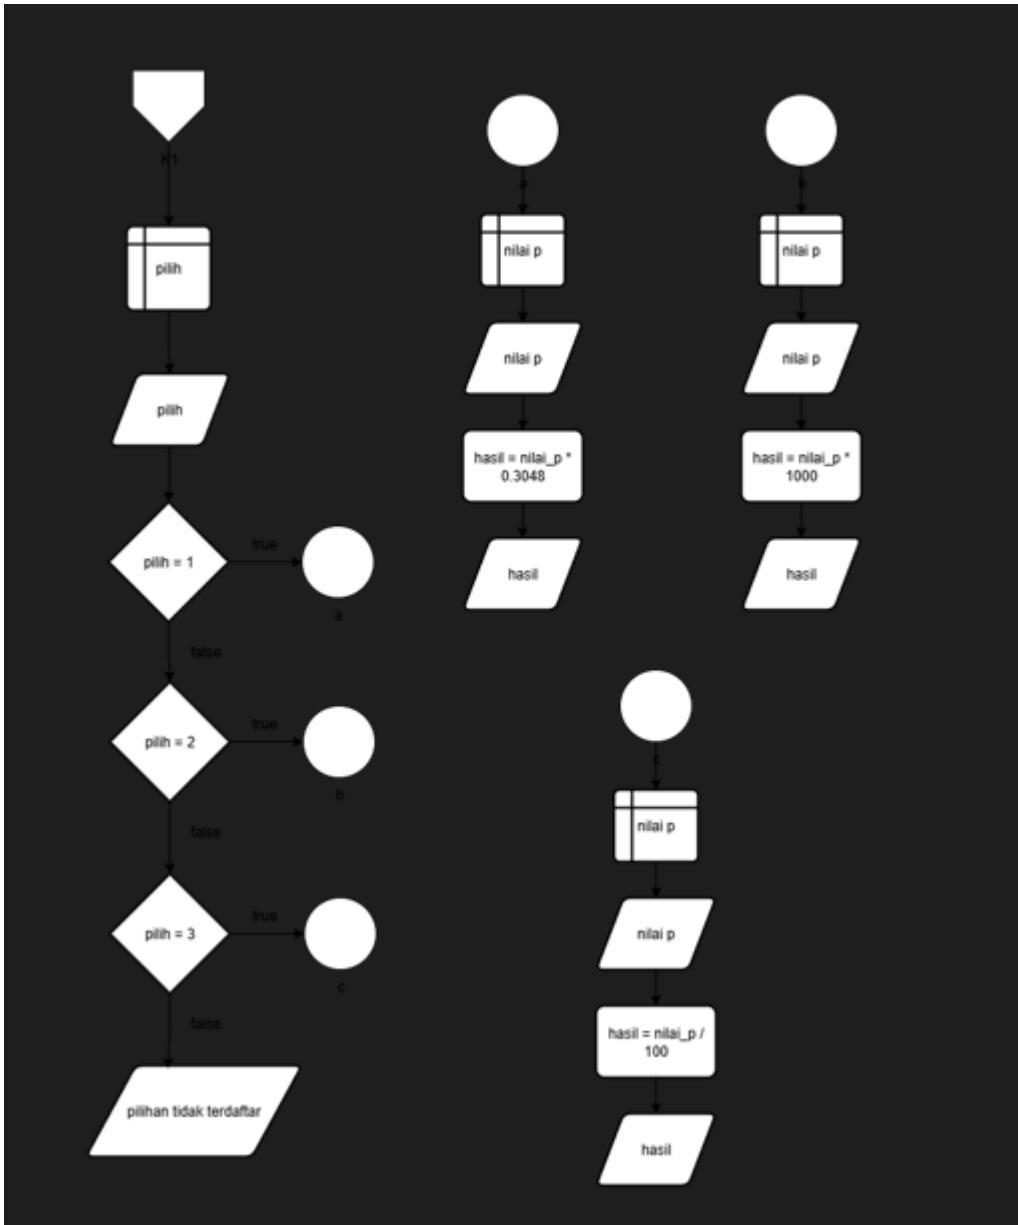 K1
pilih
pilih
pilih = 1
true
a
false
pilih = 2
true
b
false
pilih = 3
true
c
false
pilihan tidak terdaftar
a
nilai p
nilai p
hasil = nilai_p *
0.3048
hasil
b
nilai p
nilai p
hasil = nilai_p *
1000
hasil
c
nilai p
nilai p
hasil = nilai_p /
100
hasil